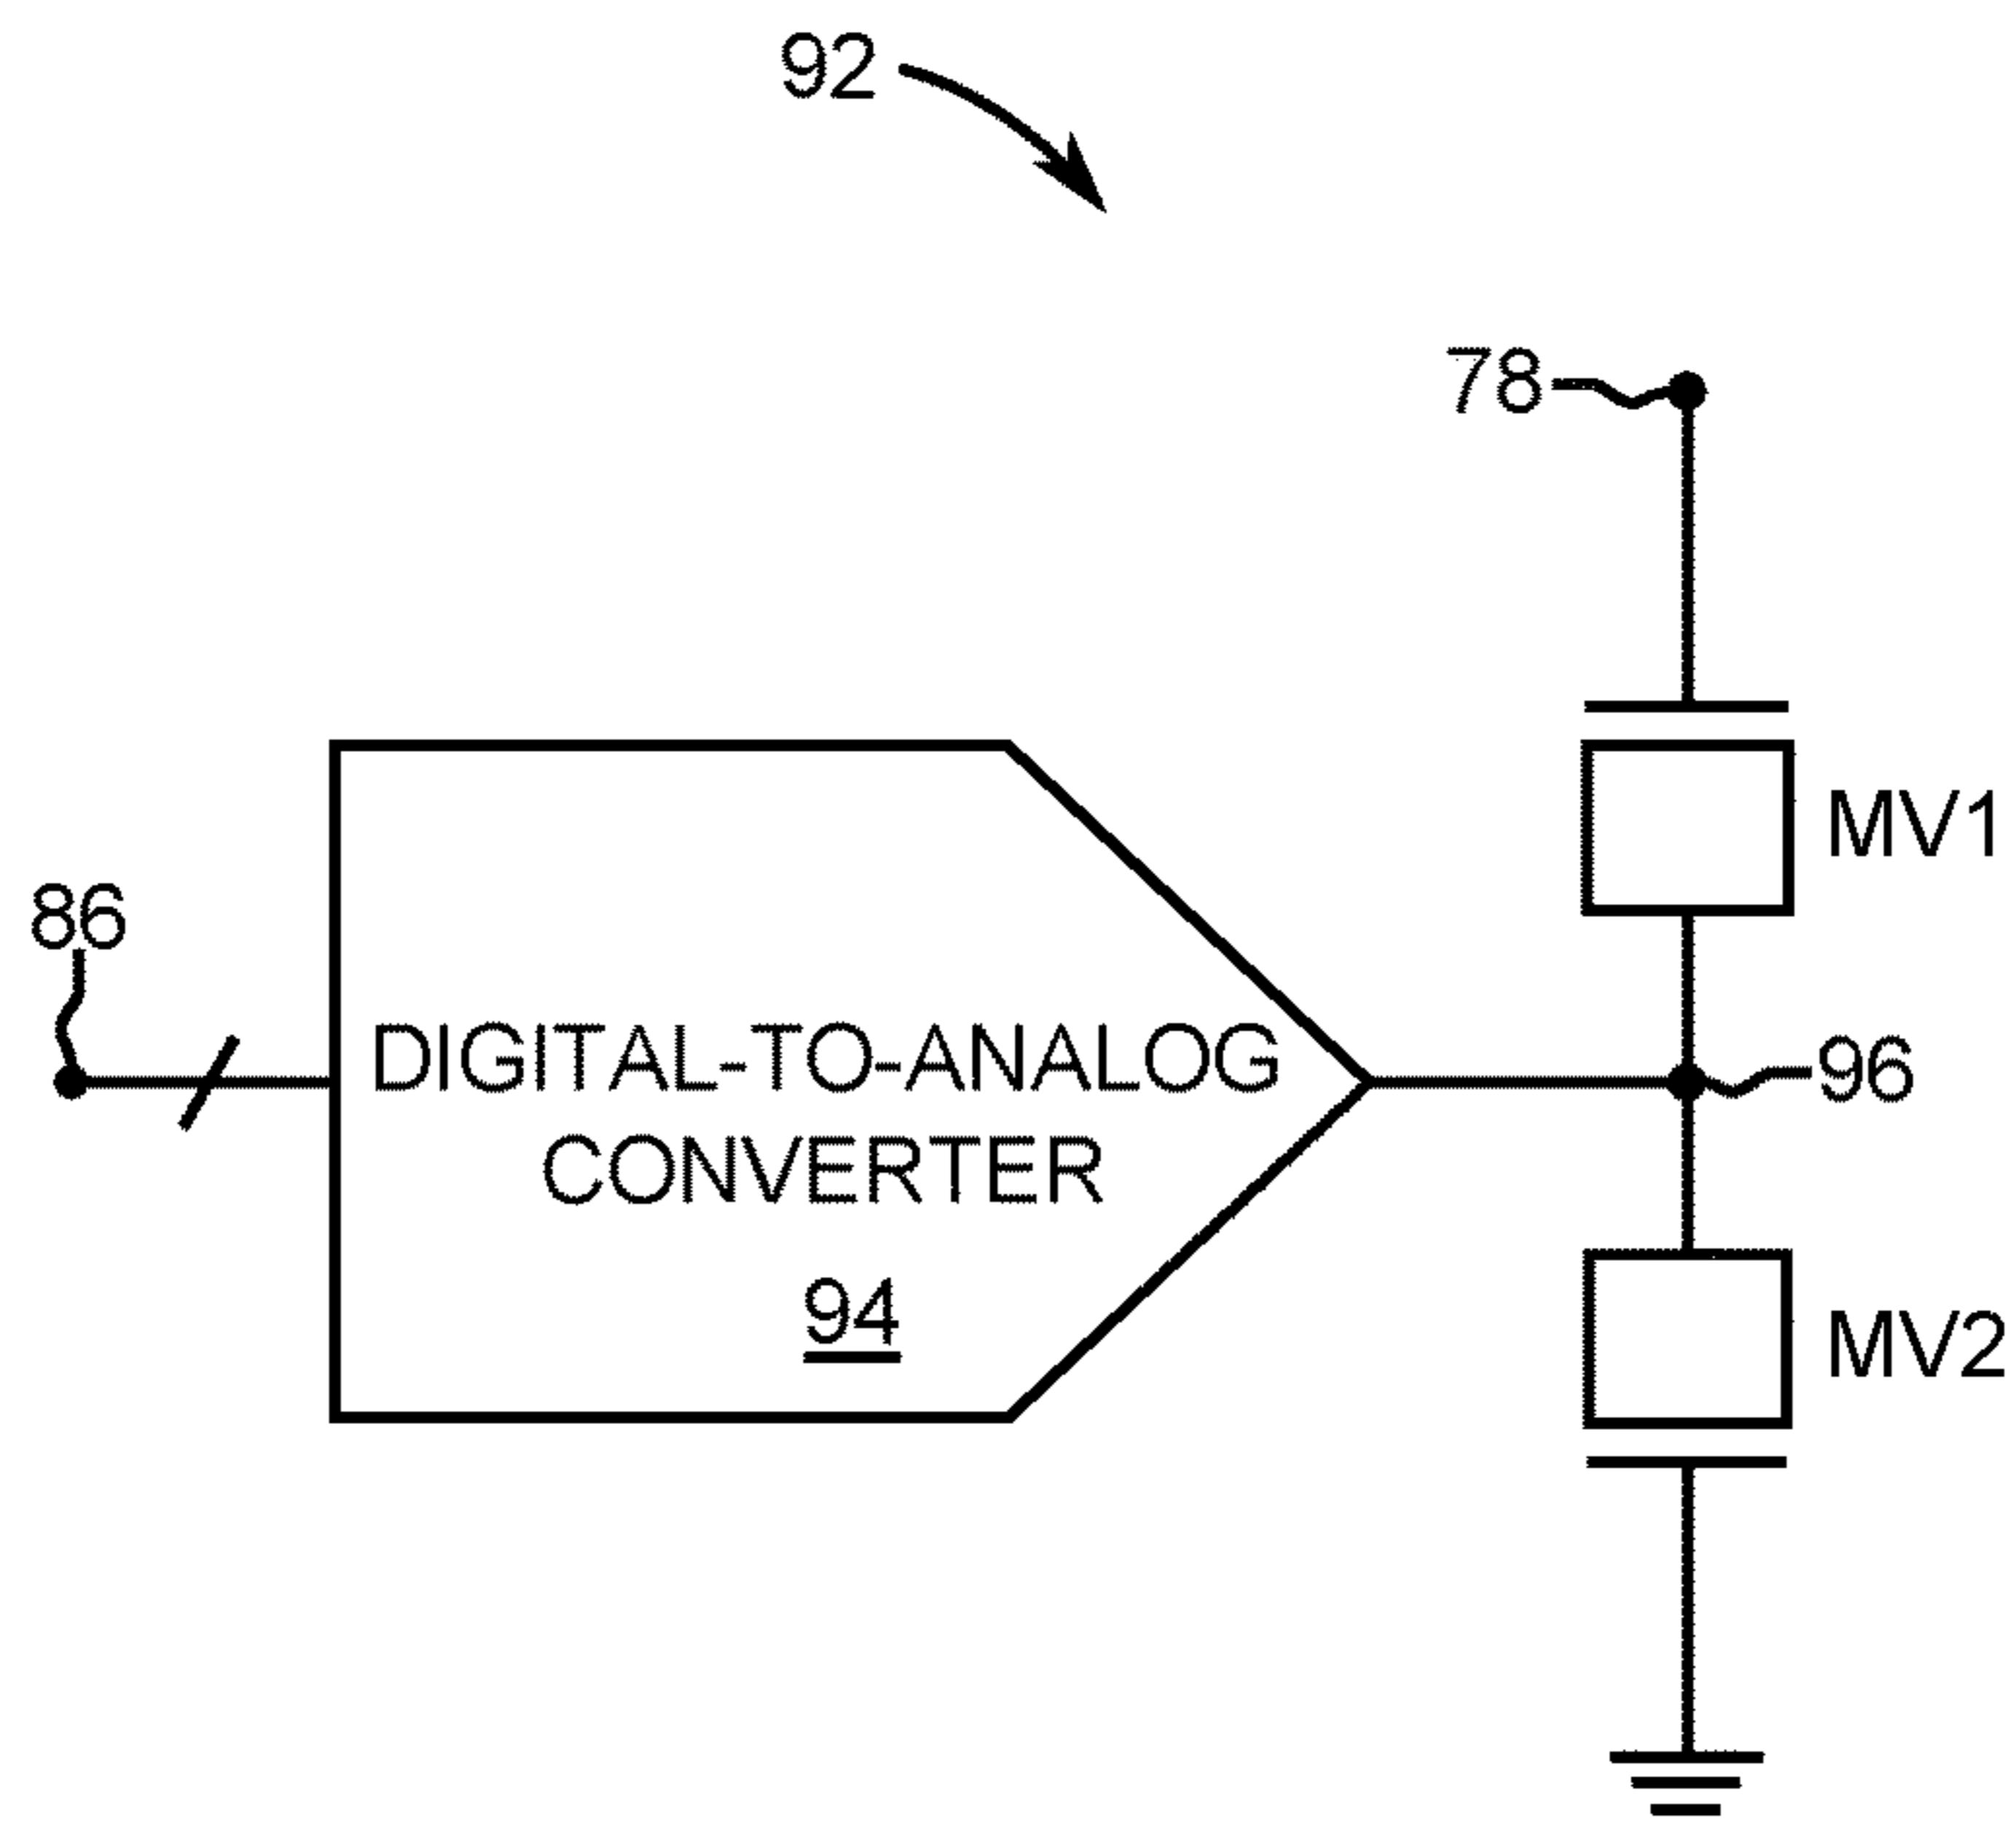 92
78
MV1
86
DIGITAL-TO-ANALOG
CONVERTER
96
94
MV2